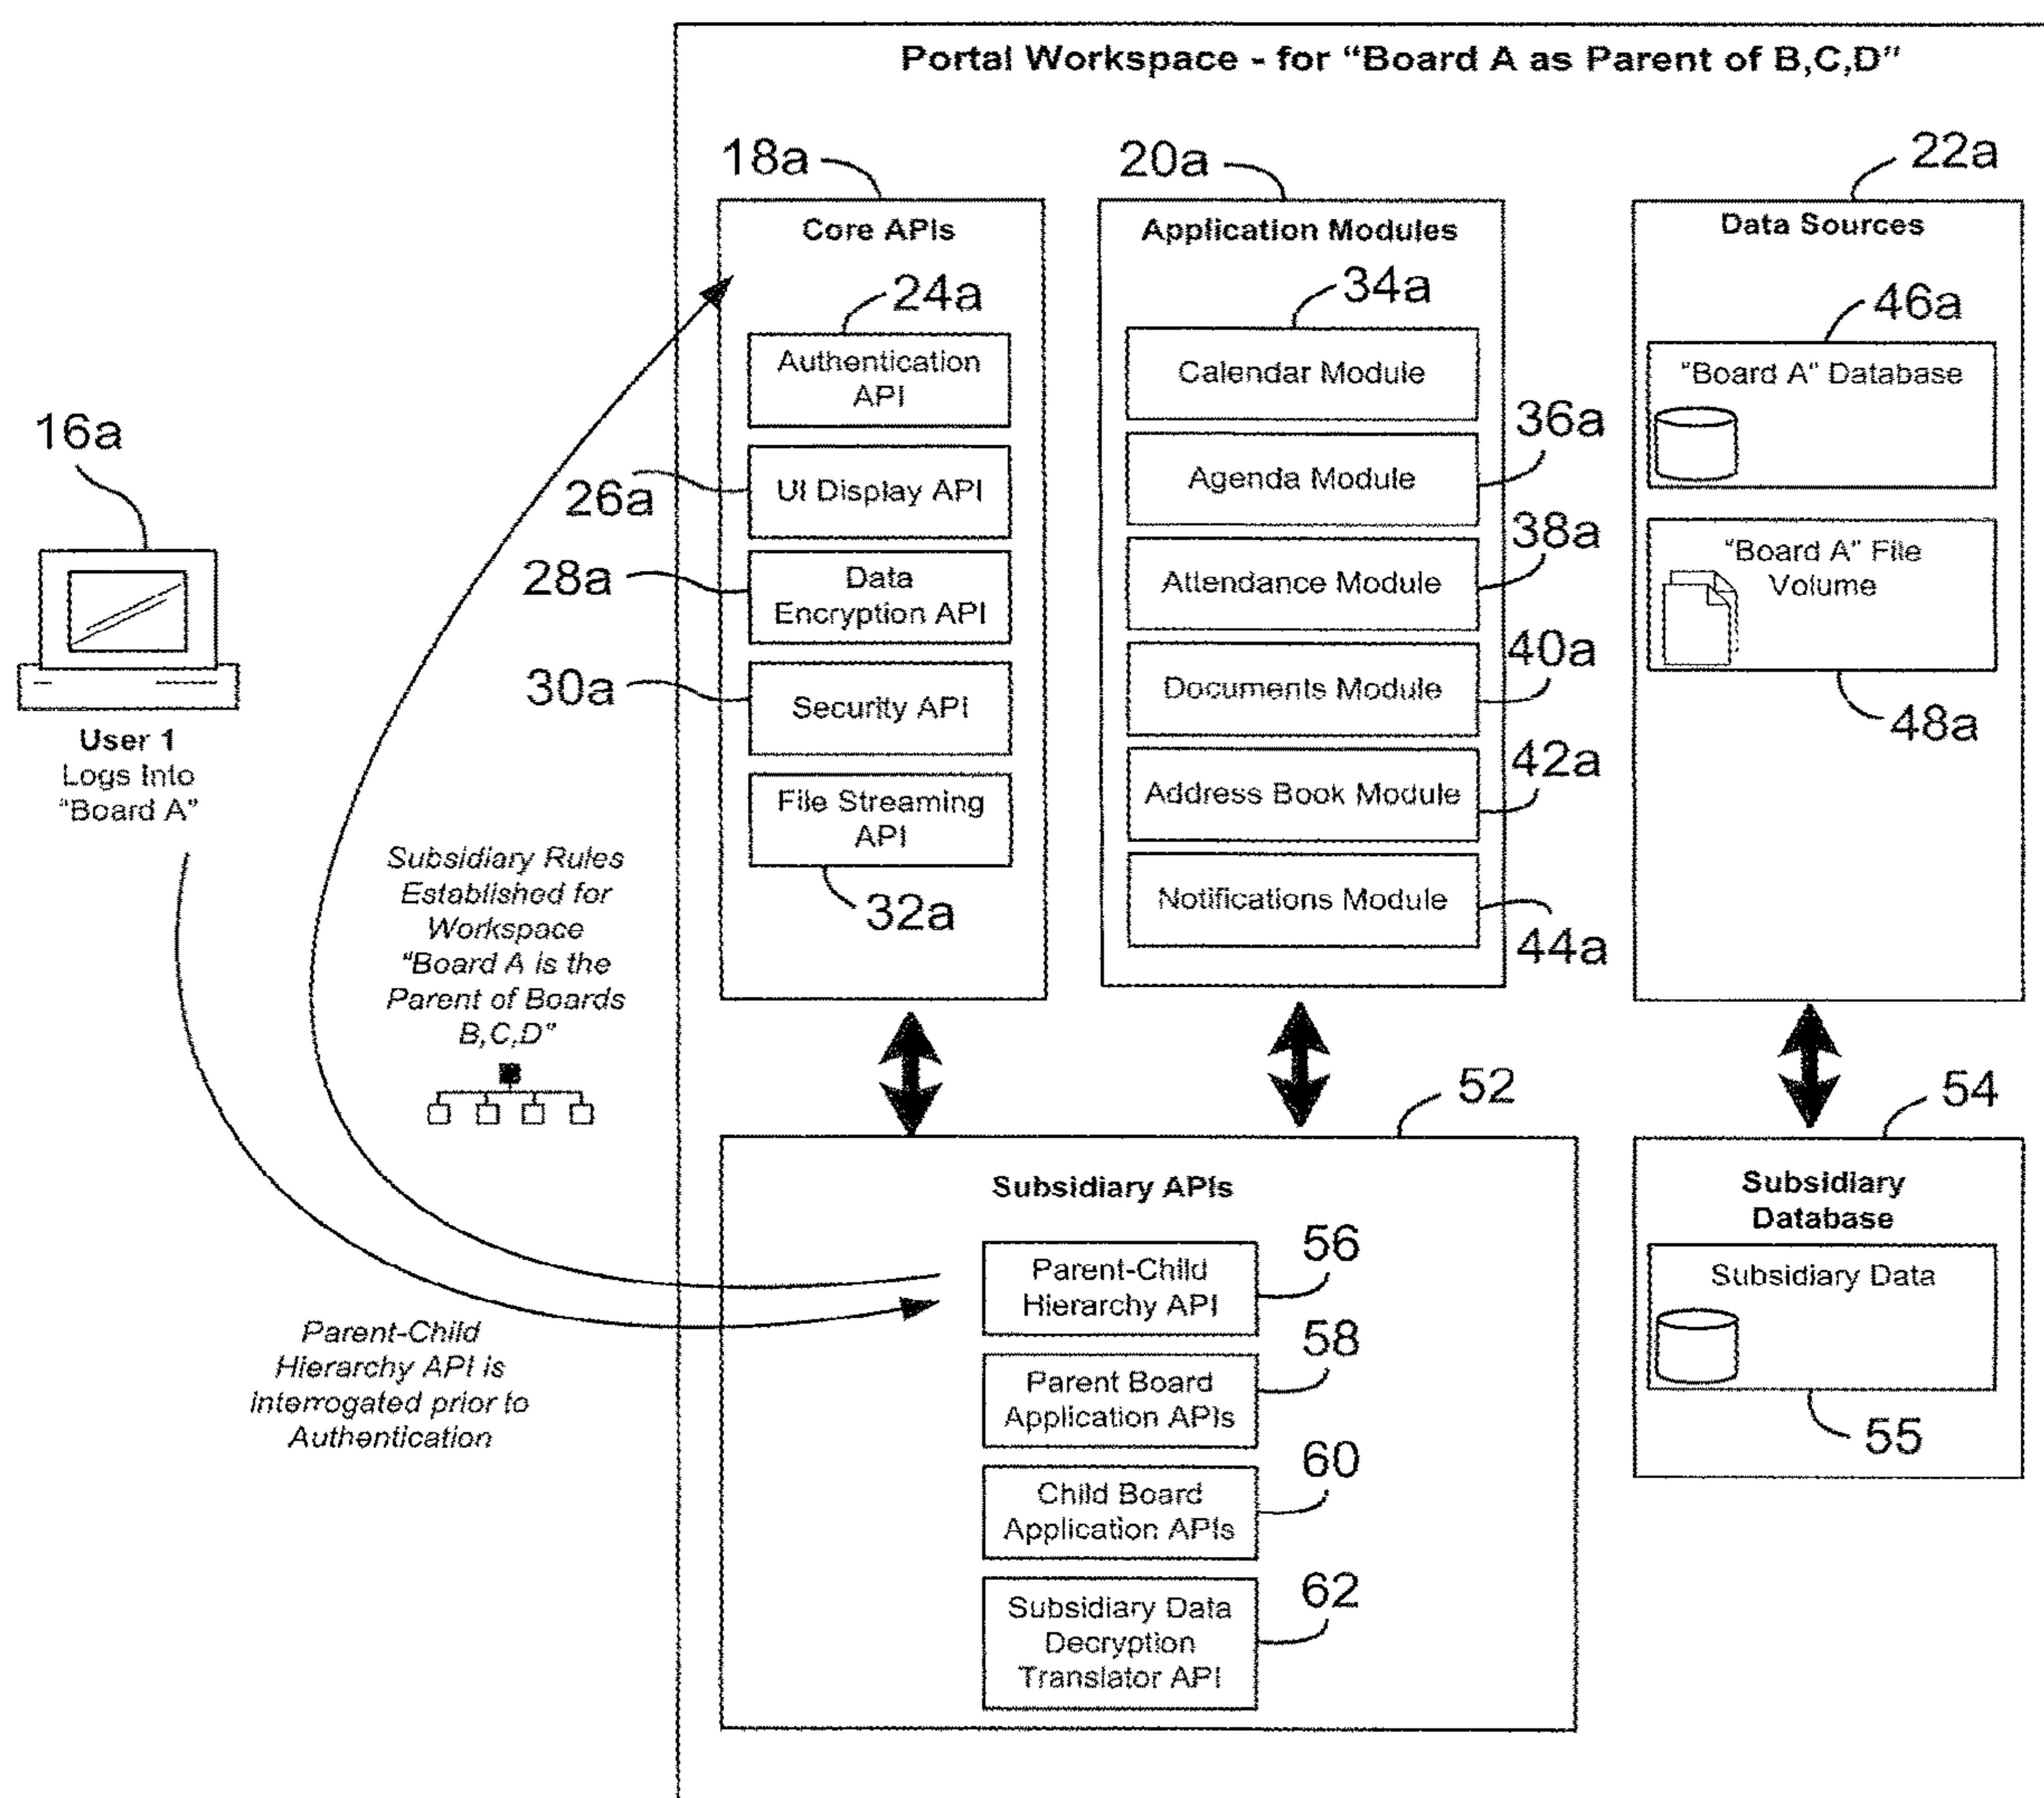 Portal Workspace - for “Board A as Parent of B,C,D”
18a
20a
22a
Core APIs
Application Modules
Data Sources
24a
34a
46a
Authentication
API
Calendar Module
“Board A” Database
16a
36a
26a
UI Display API
Agenda Module
38a
28a
Data
Encryption API
Attendance Module
“Board A” File
Volume
40a
30a
Security API
Documents Module
48a
User 1
Logs Into
“Board A”
42a
File Streaming
API
Address Book Module
32a
Notifications Module
44a
Subsidiary Rules
Established for
Workspace
“Board A is the
Parent of Boards
B,C,D”
52
54
Subsidiary APIs
Subsidiary
Database
56
Parent-Child
Hierarchy API
Subsidiary Data
55
Parent-Child
Hierarchy API is
interrogated prior to
Authentication
58
Parent Board
Application APIs
60
Child Board
Application APIs
62
Subsidiary Data
Decryption
Translator API